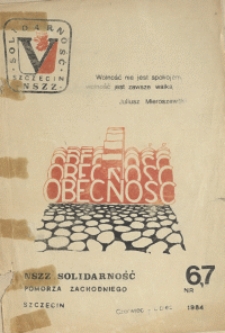 SOLIDARNOŚĆ
V
SZCZECIN
NSZZ
Wolność nie jest spokojem
wolność jest zawsze walką
Juliusz Mieroszewski
OBECNOŚĆ
OBECNOŚĆ
OBECNOŚĆ
NSZZ SOLIDARNOŚĆ
POMORZA ZACHODNIEGO
SZCZECIN
NR 6,7
1984